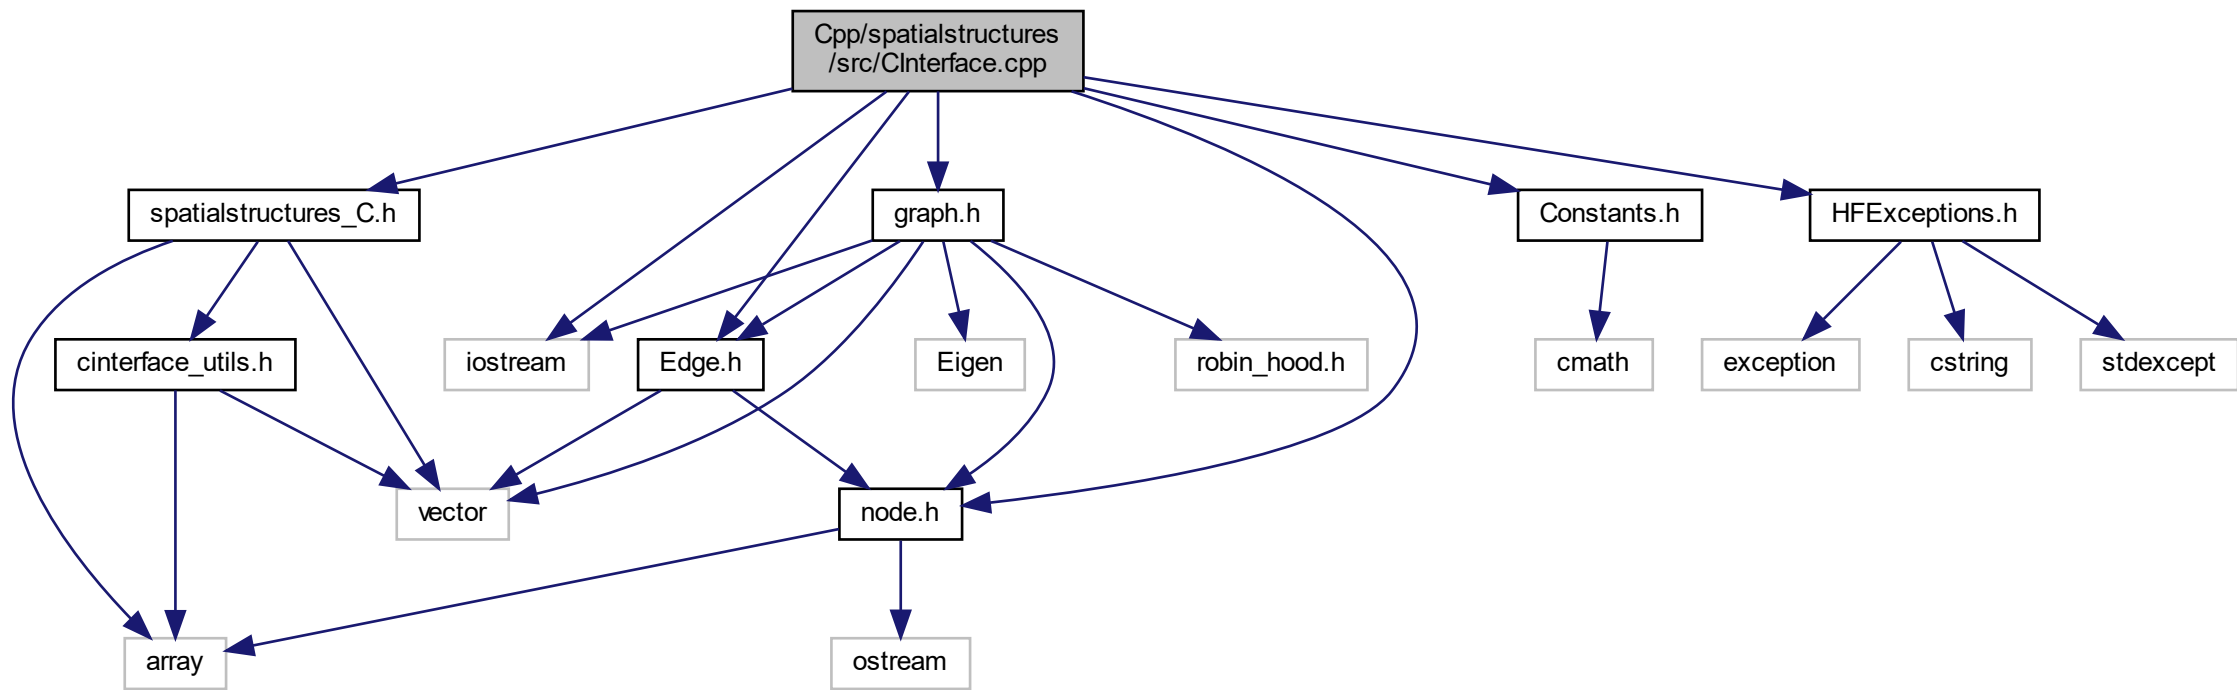 Cpp/spatialstructures
/src/CInterface.cpp
spatialstructures_C.h
graph.h
Constants.h
HFExceptions.h
cinterface_utils.h
iostream
Edge.h
Eigen
robin_hood.h
cmath
exception
cstring
stdexcept
vector
node.h
array
ostream